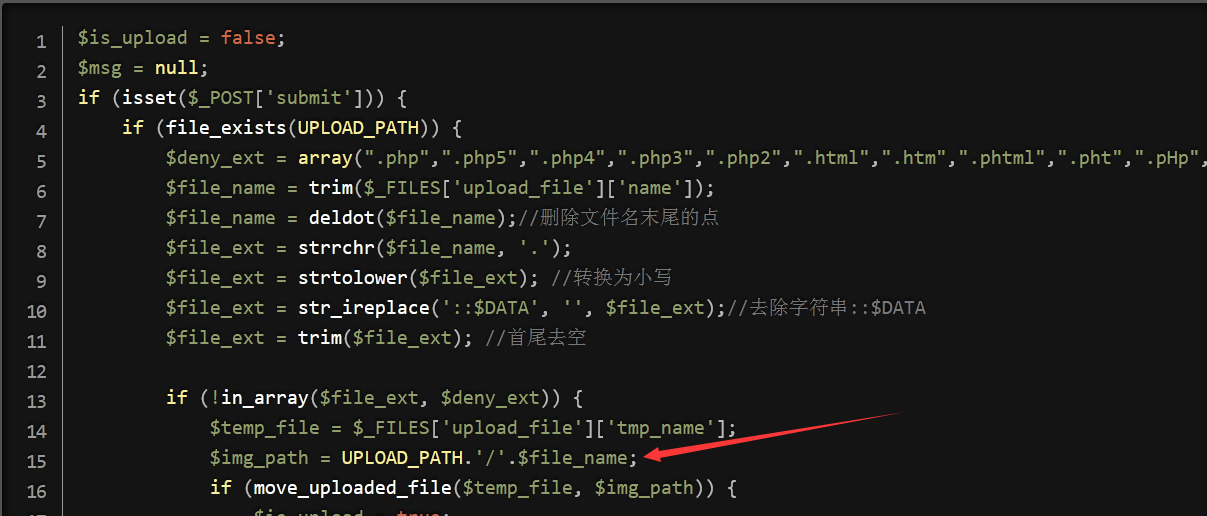 1 $is_upload = false;
2 $msg = null;
3 if (isset($_POST['submit'])) {
4 if (file_exists(UPLOAD_PATH)) {
5 $deny_ext = array(".php",".php5",".php4",".php3",".php2",".html",".htm",".phtml",".pht",".pHp",
6 $file_name = trim($_FILES['upload_file']['name']);
7 $file_name = deldot($file_name);//删除文件名末尾的点
8 $file_ext = strrchr($file_name, '.');
9 $file_ext = strtolower($file_ext); //转换为小写
10 $file_ext = str_ireplace('::$DATA', '', $file_ext);//去除字符串::$DATA
11 $file_ext = trim($file_ext); //首尾去空
12
13 if (!in_array($file_ext, $deny_ext)) {
14 $temp_file = $_FILES['upload_file']['tmp_name'];
15 $img_path = UPLOAD_PATH.'/'.$file_name;
16 if (move_uploaded_file($temp_file, $img_path)) {
$is_upload = true;